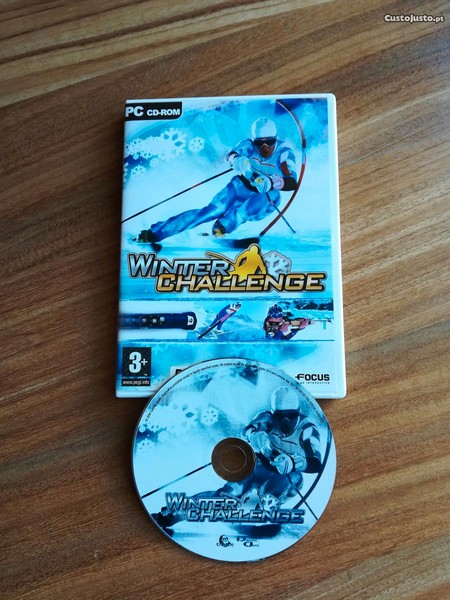 CustoJusto.pt
PC CD-ROM
WINTER
CHALLENGE
3+
www.pegi.info
FOCUS
WINTER
CHALLENGE